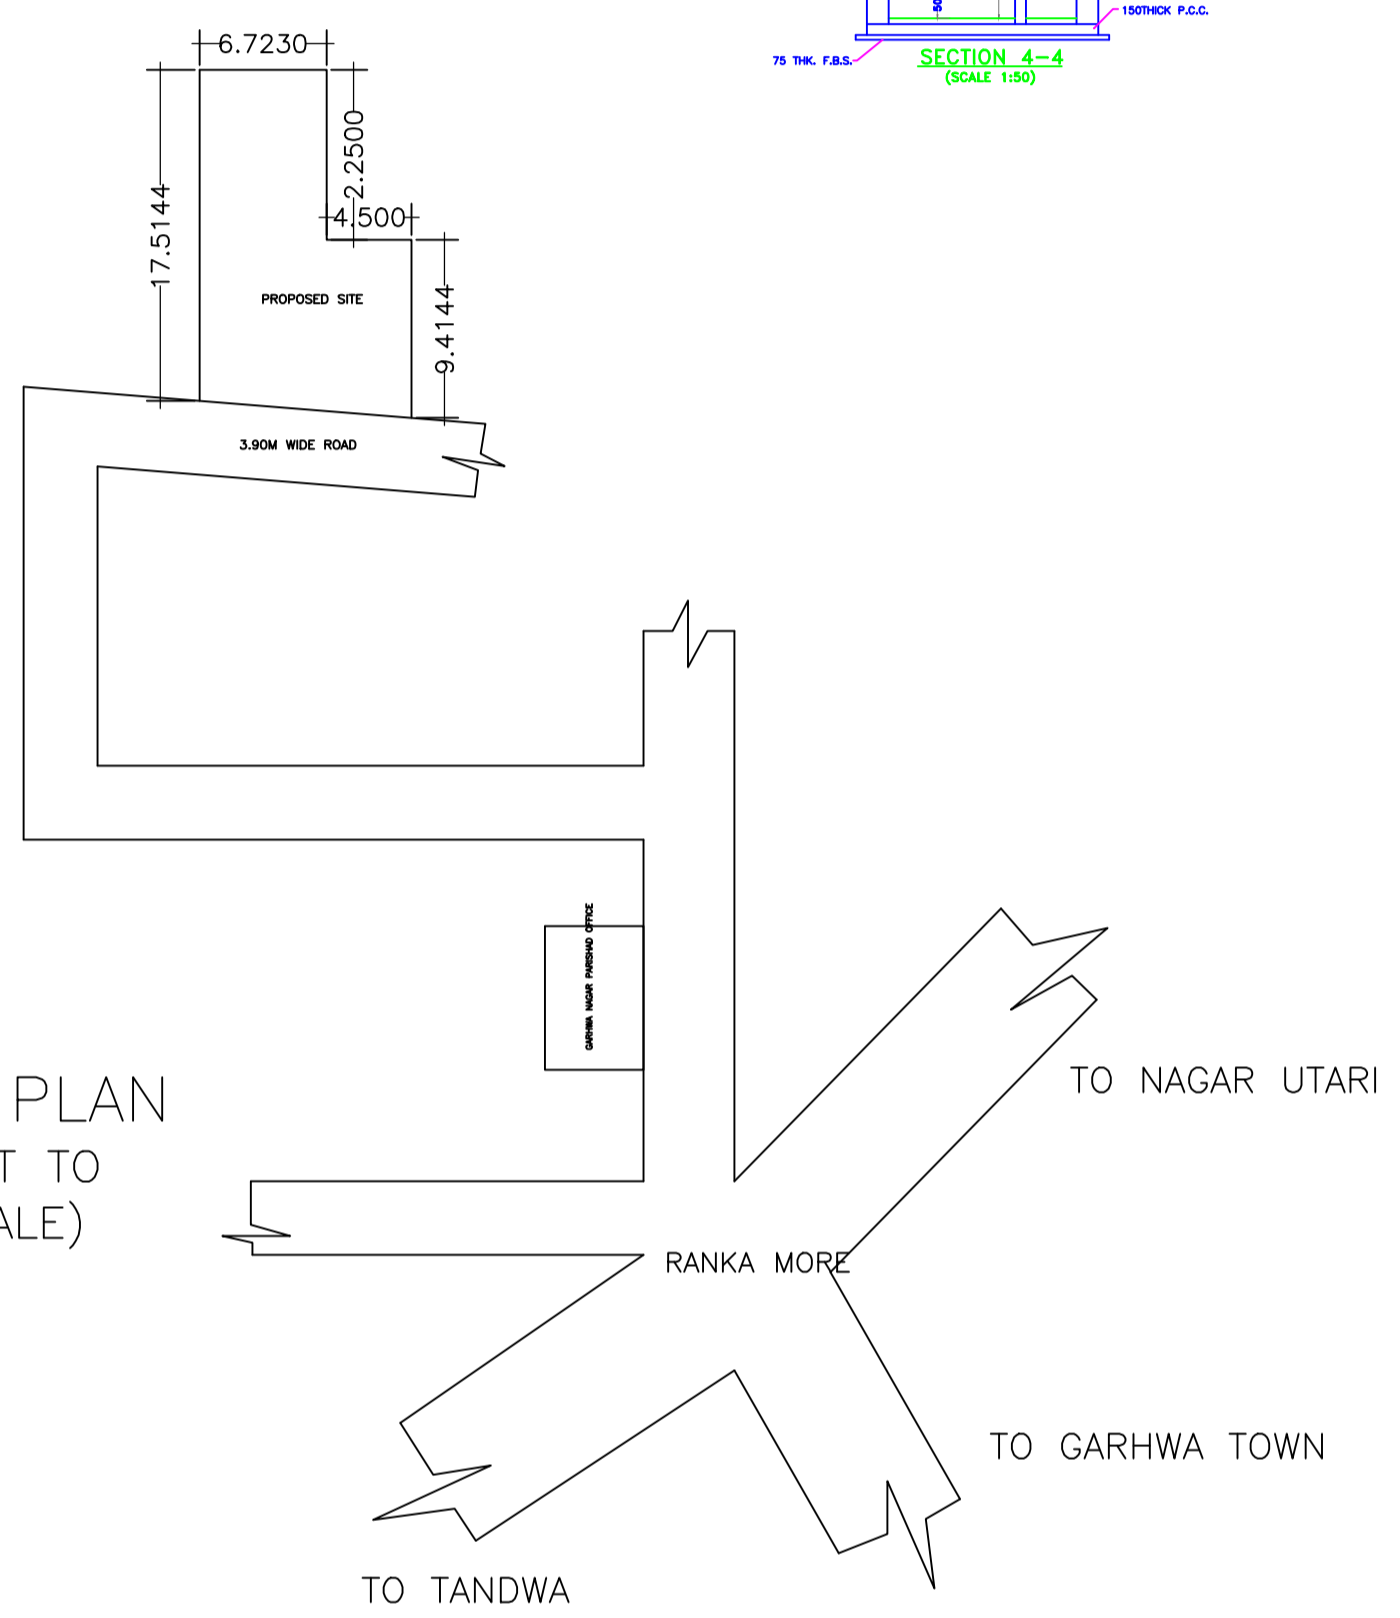 50
150THICK P.C.C.
75 THK. F.B.S.
SECTION 4-4
(SCALE 1:50)
6.7230
2.2500
4.500
17.5144
9.4144
PROPOSED SITE
3.90M WIDE ROAD
GARHWA NAGAR PARISHAD OFFICE
PLAN
T TO
ALE)
TO NAGAR UTARI
RANKA MORE
TO GARHWA TOWN
TO TANDWA